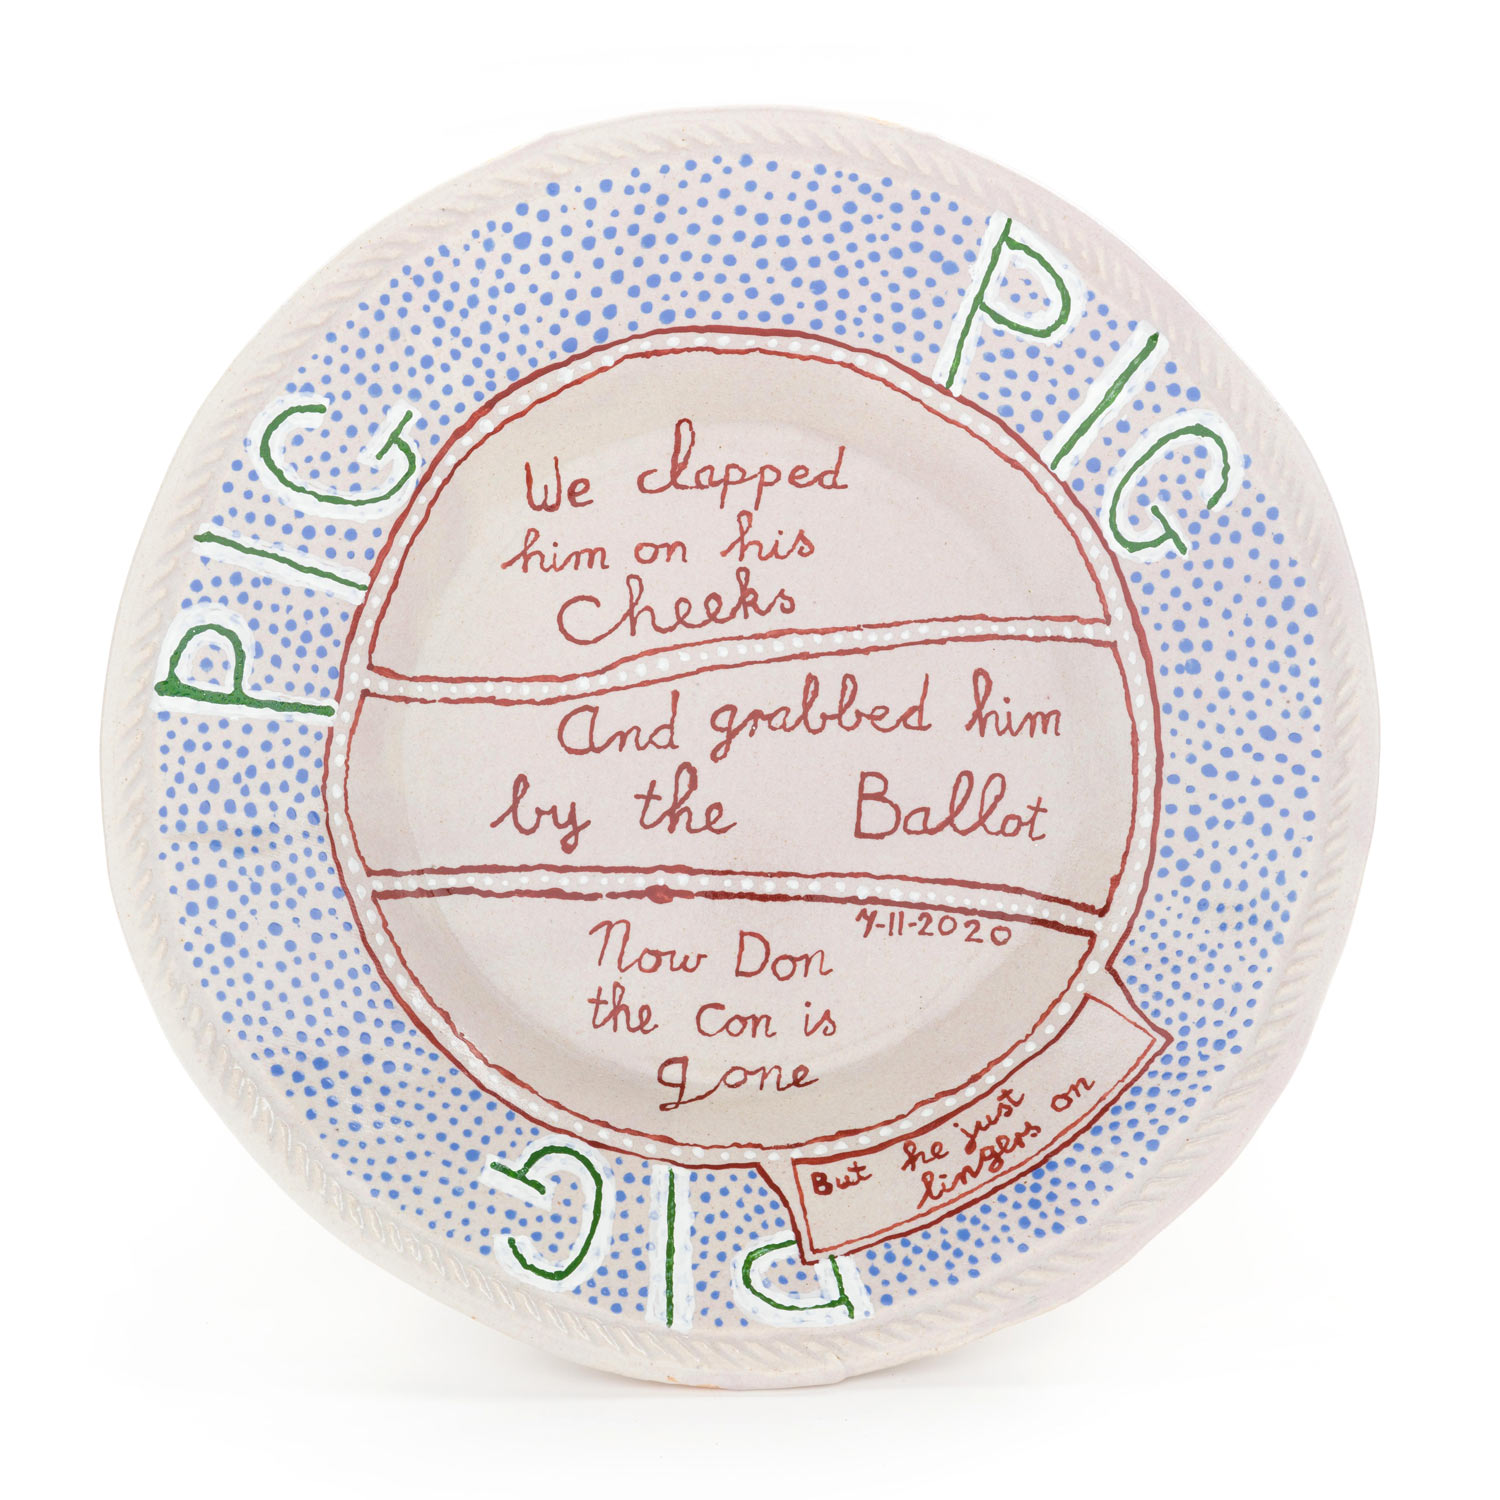 PIG
PIG
We clapped
him on his
Cheeks
And grabbed him
by the Ballot
7-11-2020
Now Don
the con is
gone
But he just
lingers on
PIG